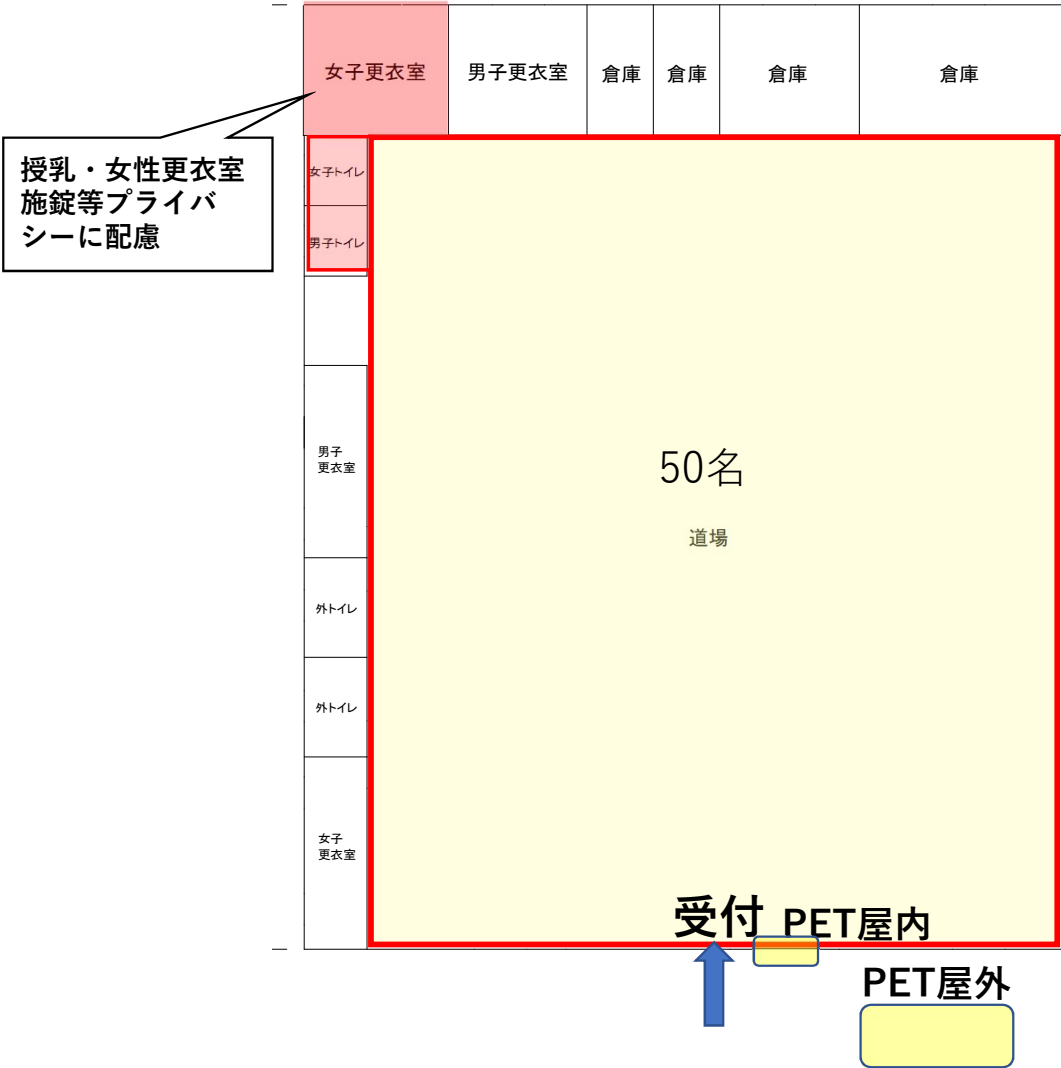 女子更衣室
男子更衣室
倉庫
倉庫
倉庫
倉庫
授乳・女性更衣室
施錠等プライバ
シーに配慮
女子トイレ
男子トイレ
男子
更衣室
50名
道場
外トイレ
外トイレ
女子
更衣室
受付
PET屋内
PET屋外